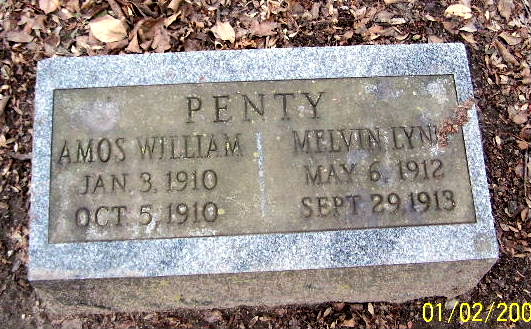 PENTY
AMOS WILLIAM
JAN. 3, 1910
OCT. 5, 1910
MELVIN LYNN
MAY 6, 1912
SEPT. 29, 1913
01/02/200